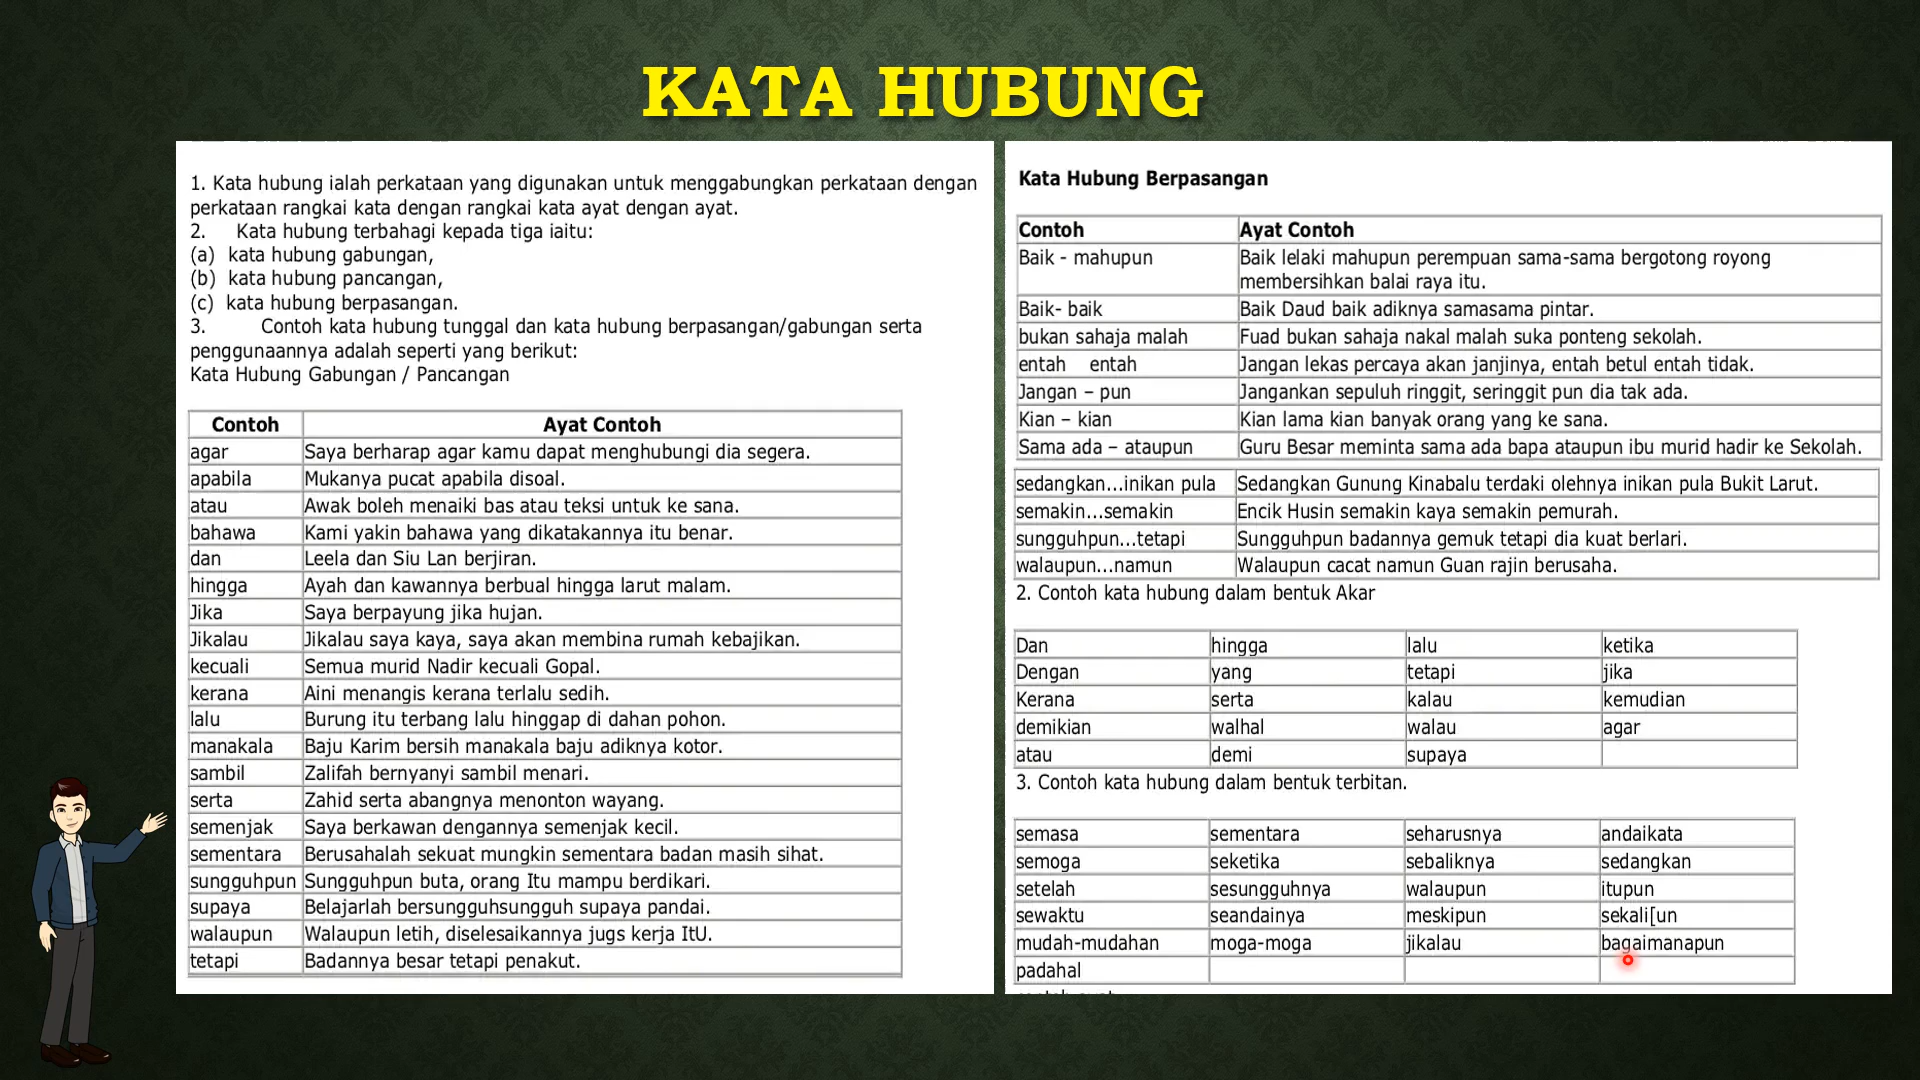 KATA HUBUNG
1. Kata hubung ialah perkataan yang digunakan untuk menggabungkan perkataan dengan
perkataan rangkai kata dengan rangkai kata ayat dengan ayat.
2. Kata hubung terbahagi kepada tiga iaitu:
(a) kata hubung gabungan,
(b) kata hubung pancangan,
(c) kata hubung berpasangan.
3. Contoh kata hubung tunggal dan kata hubung berpasangan/gabungan serta
penggunaannya adalah seperti yang berikut:
Kata Hubung Gabungan / Pancangan
Contoh Ayat Contoh
agar Saya berharap agar kamu dapat menghubungi dia segera.
apabila Mukanya pucat apabila disoal.
atau Awak boleh menaiki bas atau teksi untuk ke sana.
bahawa Kami yakin bahawa yang dikatakannya itu benar.
dan Leela dan Siu Lan berjiran.
hingga Ayah dan kawannya berbual hingga larut malam.
Jika Saya berpayung jika hujan.
Jikalau Jikalau saya kaya, saya akan membina rumah kebajikan.
kecuali Semua murid Nadir kecuali Gopal.
kerana Aini menangis kerana terlalu sedih.
lalu Burung itu terbang lalu hinggap di dahan pohon.
manakala Baju Karim bersih manakala baju adiknya kotor.
sambil Zalifah bernyanyi sambil menari.
serta Zahid serta abangnya menonton wayang.
semenjak Saya berkawan dengannya semenjak kecil.
sementara Berusahalah sekuat mungkin sementara badan masih sihat.
sungguhpun Sungguhpun buta, orang Itu mampu berdikari.
supaya Belajarlah bersungguhsungguh supaya pandai.
walaupun Walaupun letih, diselesaikannya jugs kerja ItU.
tetapi Badannya besar tetapi penakut.
Kata Hubung Berpasangan
Contoh Ayat Contoh
Baik - mahupun Baik lelaki mahupun perempuan sama-sama bergotong royong
membersihkan balai raya itu.
Baik- baik Baik Daud baik adiknya samasama pintar.
bukan sahaja malah Fuad bukan sahaja nakal malah suka ponteng sekolah.
entah entah Jangan lekas percaya akan janjinya, entah betul entah tidak.
Jangan – pun Jangankan sepuluh ringgit, seringgit pun dia tak ada.
Kian – kian Kian lama kian banyak orang yang ke sana.
Sama ada – ataupun Guru Besar meminta sama ada bapa ataupun ibu murid hadir ke Sekolah.
sedangkan...inikan pula Sedangkan Gunung Kinabalu terdaki olehnya inikan pula Bukit Larut.
semakin...semakin Encik Husin semakin kaya semakin pemurah.
sungguhpun...tetapi Sungguhpun badannya gemuk tetapi dia kuat berlari.
walaupun...namun Walaupun cacat namun Guan rajin berusaha.
2. Contoh kata hubung dalam bentuk Akar
Dan hingga lalu ketika
Dengan yang tetapi jika
Kerana serta kalau kemudian
demikian walhal walau agar
atau demi supaya
3. Contoh kata hubung dalam bentuk terbitan.
semasa sementara seharusnya andaikata
semoga seketika sebaliknya sedangkan
setelah sesungguhnya walaupun itupun
sewaktu seandainya meskipun sekali[un
mudah-mudahan moga-moga jikalau bagaimanapun
padahal